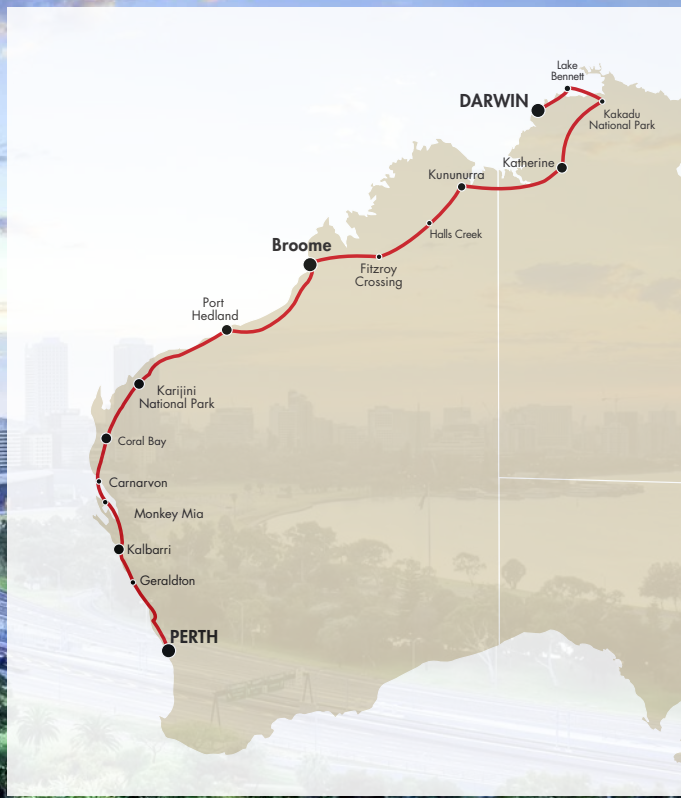 Lake
Bennett
DARWIN
Kakadu
National Park
Katherine
Kununurra
Halls Creek
Broome
Fitzroy
Crossing
Port
Hedland
Karijini
National Park
Coral Bay
Carnarvon
Monkey Mia
Kalbarri
Geraldton
PERTH